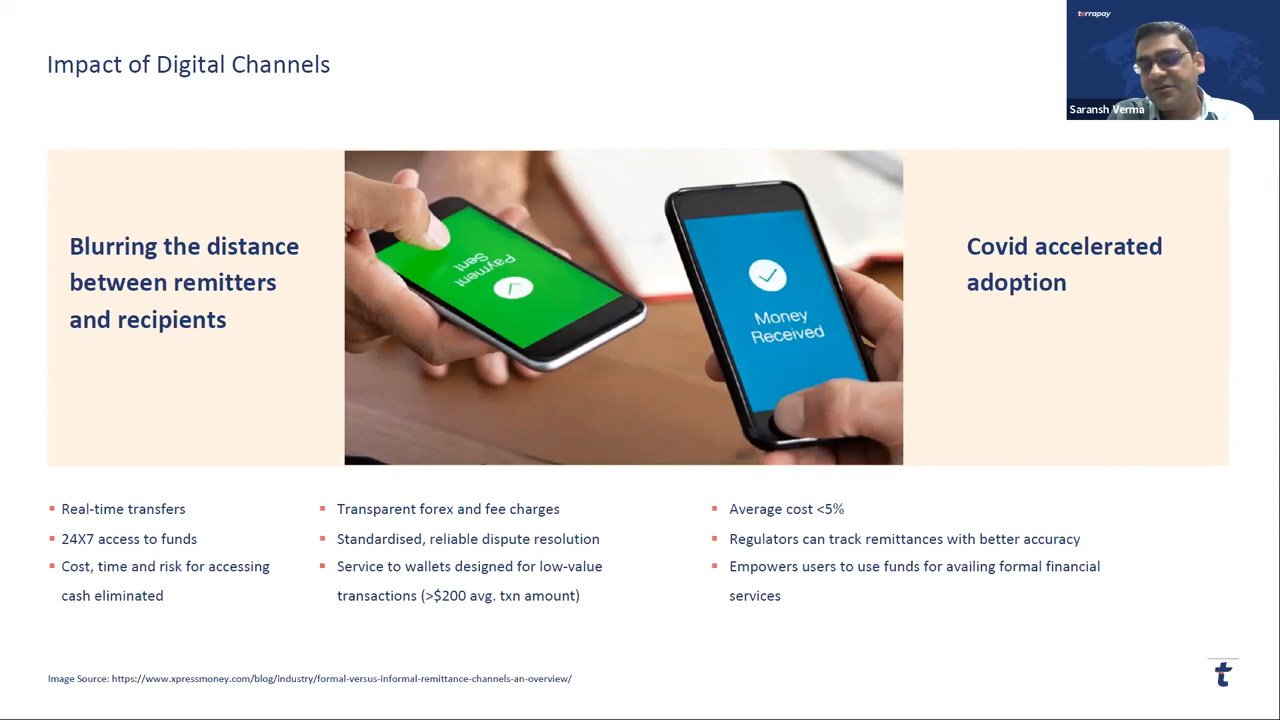 Impact of Digital Channels
terrapay
Saransh Verma
Blurring the distance
between remitters
and recipients
Payment
Sent
Money
Received
Covid accelerated
adoption
Real-time transfers
24X7 access to funds
Cost, time and risk for accessing
cash eliminated
Transparent forex and fee charges
Standardised, reliable dispute resolution
Service to wallets designed for low-value
transactions (>$200 avg. txn amount)
Average cost <5%
Regulators can track remittances with better accuracy
Empowers users to use funds for availing formal financial
services
Image Source: https://www.xpressmoney.com/blog/industry/formal-versus-informal-remittance-channels-an-overview/
t